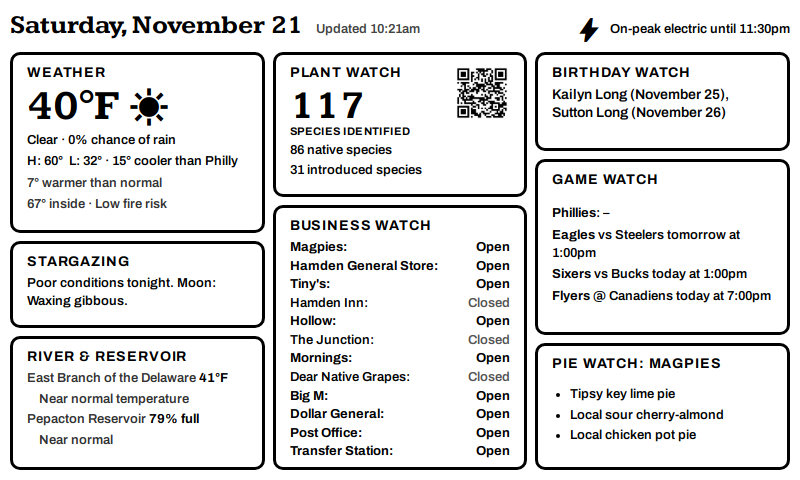 Saturday, November 21 Updated 10:21am
On-peak electric until 11:30pm
WEATHER
40°F
Clear · 0% chance of rain
H: 60° L: 32° · 15° cooler than Philly
7° warmer than normal
67° inside · Low fire risk
STARGAZING
Poor conditions tonight. Moon:
Waxing gibbous.
RIVER & RESERVOIR
East Branch of the Delaware 41°F
Near normal temperature
Pepacton Reservoir 79% full
Near normal
PLANT WATCH
117
SPECIES IDENTIFIED
86 native species
31 introduced species
BUSINESS WATCH
Magpies: Open
Hamden General Store: Open
Tiny's: Open
Hamden Inn: Closed
Hollow: Open
The Junction: Closed
Mornings: Open
Dear Native Grapes: Closed
Big M: Open
Dollar General: Open
Post Office: Open
Transfer Station: Open
BIRTHDAY WATCH
Kailyn Long (November 25),
Sutton Long (November 26)
GAME WATCH
Phillies: –
Eagles vs Steelers tomorrow at
1:00pm
Sixers vs Bucks today at 1:00pm
Flyers @ Canadiens today at 7:00pm
PIE WATCH: MAGPIES
• Tipsy key lime pie
• Local sour cherry-almond
• Local chicken pot pie